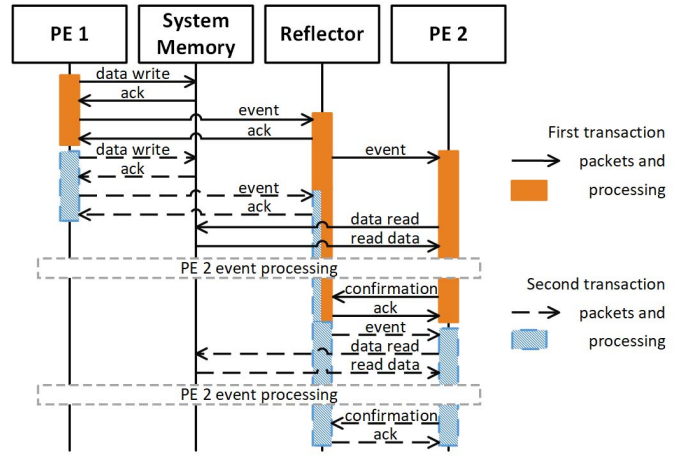 PE 1
System
Memory
Reflector
PE 2
data write
ack
event
ack
event
data write
ack
event
ack
data read
read data
PE 2 event processing
confirmation
ack
event
data read
read data
PE 2 event processing
confirmation
ack
First transaction
packets and
processing
Second transaction
packets and
processing